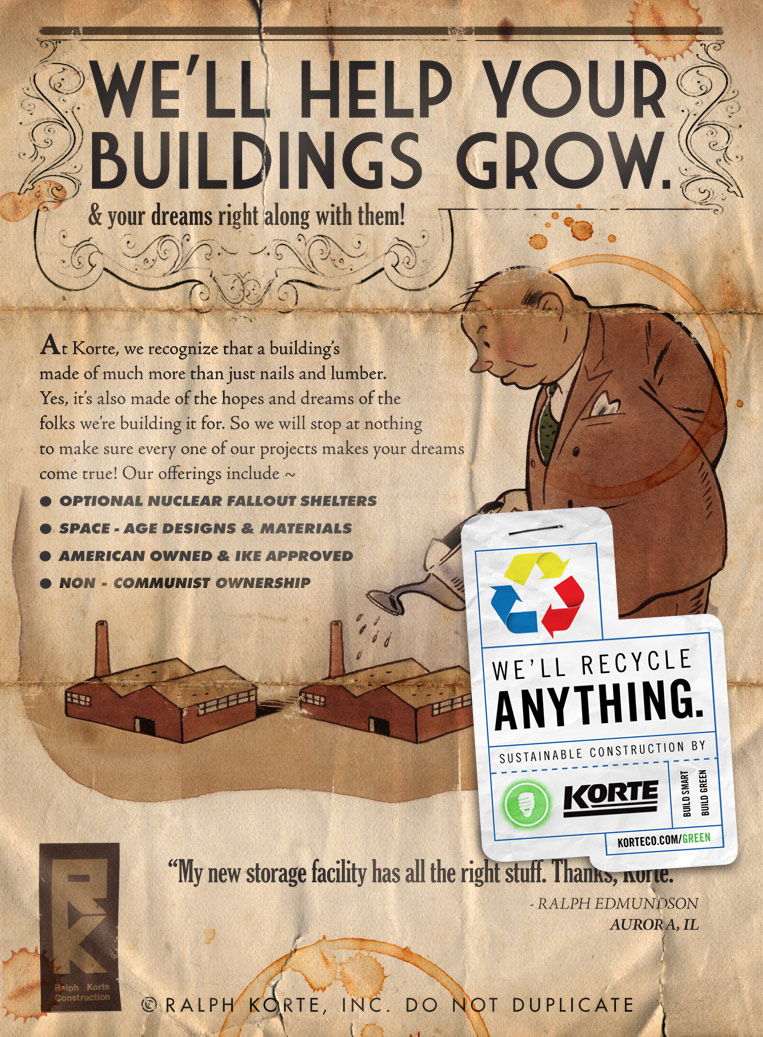 WE'LL HELP YOUR
BUILDINGS GROW.
& your dreams right along with them!
At Korte, we recognize that a building's
made of much more than just nails and lumber.
Yes, it's also made of the hopes and dreams of the
folks we're building it for. So we will stop at nothing
to make sure every one of our projects makes your dreams
come true! Our offerings include ~
● OPTIONAL NUCLEAR FALLOUT SHELTERS
● SPACE - AGE DESIGNS & MATERIALS
● AMERICAN OWNED & IKE APPROVED
● NON - COMMUNIST OWNERSHIP
WE'LL RECYCLE
ANYTHING.
SUSTAINABLE CONSTRUCTION BY
KORTE
BUILD SMART
BUILD GREEN
KORTECO.COM/GREEN
“My new storage facility has all the right stuff. Thanks, Korte.”
- RALPH EDMUNDSON
AURORA, IL
RK
Ralph Korte
Construction
© RALPH KORTE, INC. DO NOT DUPLICATE